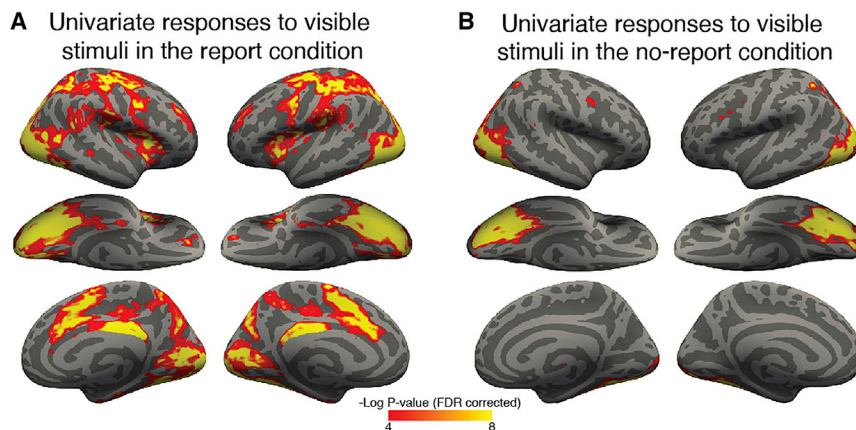 A
Univariate responses to visible
stimuli in the report condition
B
Univariate responses to visible
stimuli in the no-report condition
-Log P-value (FDR corrected)
4
8